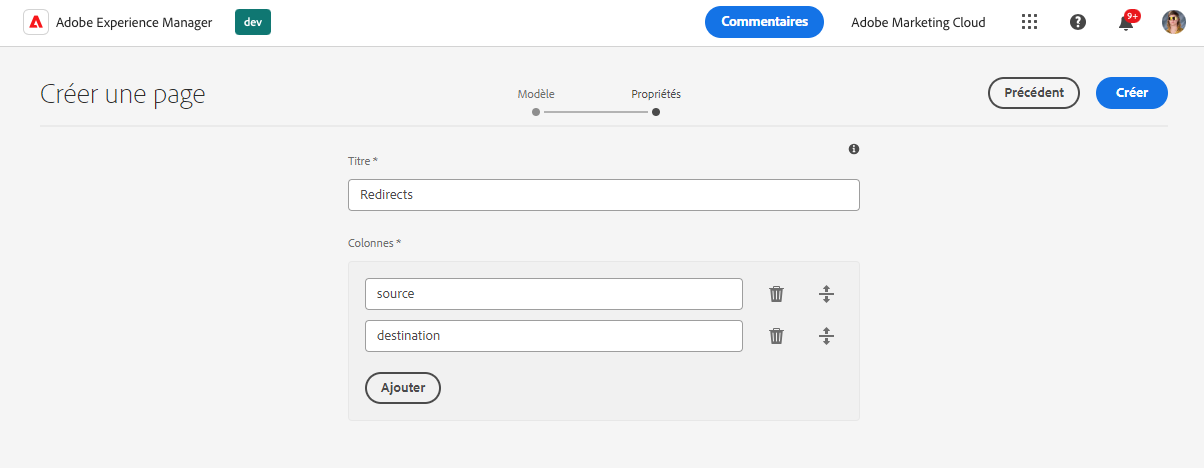 Adobe Experience Manager
dev
Commentaires
Adobe Marketing Cloud
9+
Créer une page
Modèle
Propriétés
Précédent
Créer
Titre *
Redirects
Colonnes *
source
destination
Ajouter